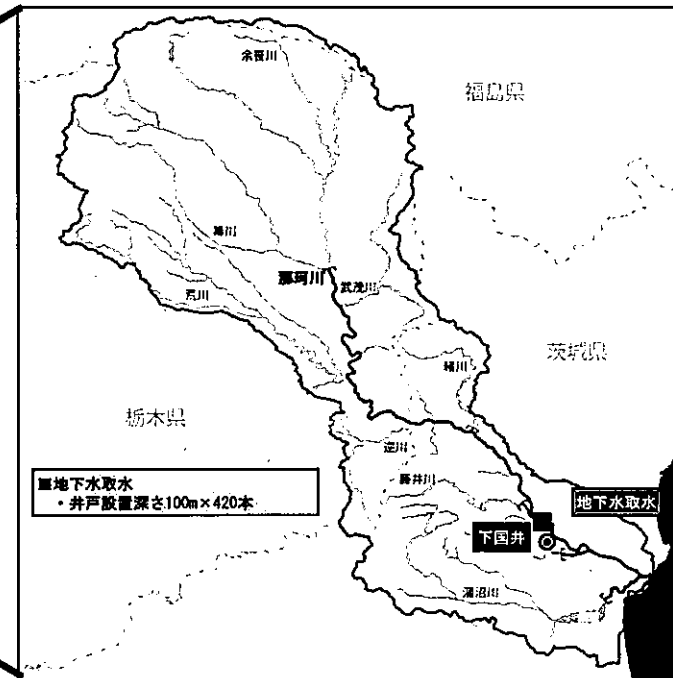 余笹川
福島県
箒川
那珂川
武茂川
荒川
茨城県
緒川
栃木県
逆川
藤井川
■地下水取水
・井戸設置深さ100m×420本
地下水取水
下国井
涸沼川